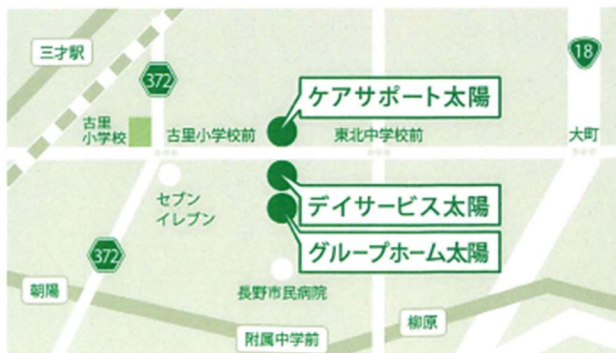 三才駅
18
372
ケアサポート太陽
古里
小学校
古里小学校前
東北中学校前
大町
セブン
イレブン
デイサービス太陽
グループホーム太陽
372
長野市民病院
朝陽
柳原
附属中学前